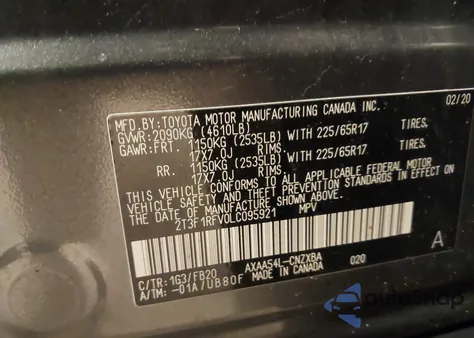 MFD.BY:TOYOTA MOTOR MANUFACTURING CANADA INC. 02/20
GVWR:2090KG (4610LB)
GAWR:FRT. 1150KG (2535LB) WITH 225/65R17 TIRES,
17X7.0J RIMS
RR. 1150KG (2535LB) WITH 225/65R17 TIRES,
17X7.0J RIMS
THIS VEHICLE CONFORMS TO ALL APPLICABLE FEDERAL MOTOR
VEHICLE SAFETY AND THEFT PREVENTION STANDARDS IN
EFFECT ON THE DATE OF MANUFACTURE SHOWN ABOVE.
2T3F1RFV0LC095921 MPV
A
C/TR:1G3/FB20 AXAA54L-CNZXBA 020
A/TM:-01A/UB80F MADE IN CANADA
AutoSnap